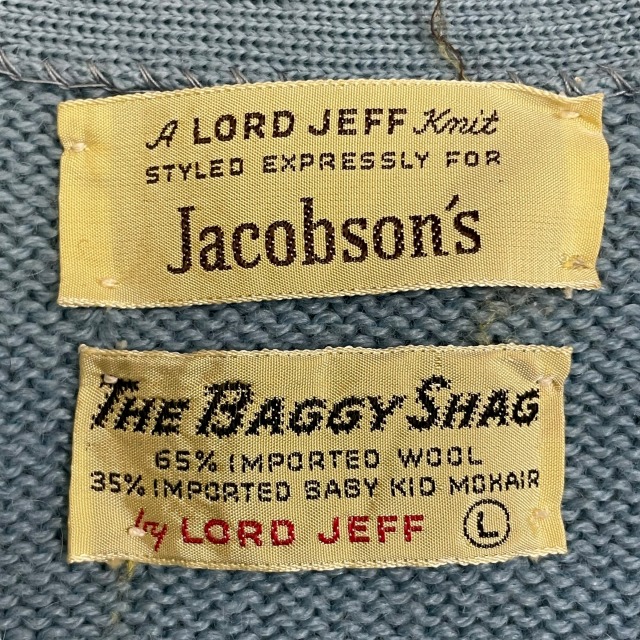 A LORD JEFF Knit
STYLED EXPRESSLY FOR
Jacobson's
THE BAGGY SHAG
65% IMPORTED WOOL
35% IMPORTED BABY KID MOHAIR
by LORD JEFF L